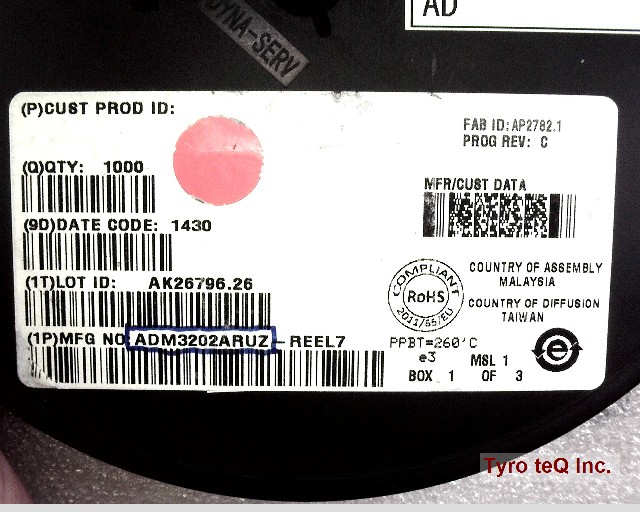 AD
DYNA-SERV
(P)CUST PROD ID:
FAB ID: AP2782.1
PROG REV: C
(Q)QTY: 1000
MFR/CUST DATA
(9D)DATE CODE: 1430
(1T)LOT ID: AK26796.26
COMPLIANT
RoHS
2011/65/EU
COUNTRY OF ASSEMBLY
MALAYSIA
COUNTRY OF DIFFUSION
TAIWAN
(1P)MFG NO ADM3202ARUZ-REEL7
PPBT=260'C
e3 MSL 1
BOX 1 OF 3
e
Tyro teQ Inc.